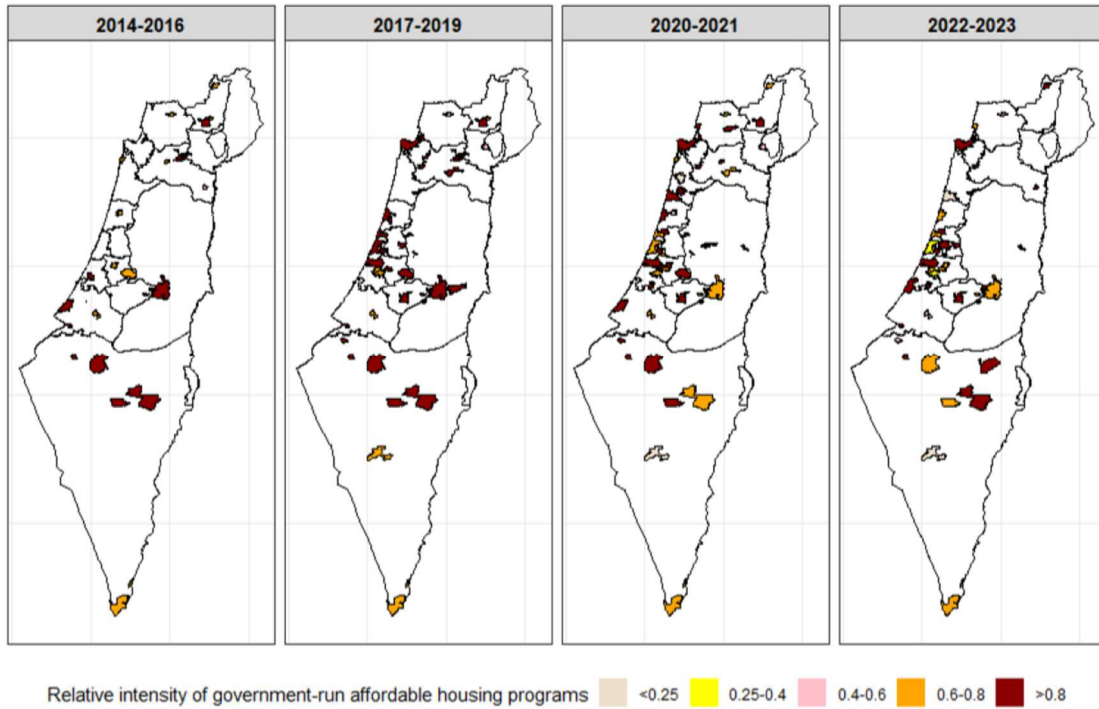 2014-2016
2017-2019
2020-2021
2022-2023
Relative intensity of government-run affordable housing programs <0.25 0.25-0.4 0.4-0.6 0.6-0.8 >0.8